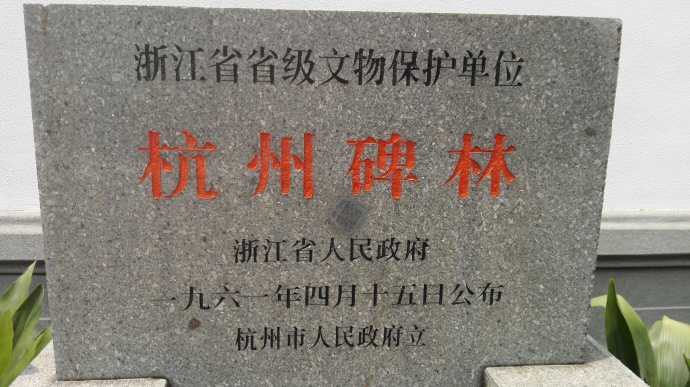 浙江省省级文物保护单位
杭州碑林
浙江省人民政府
一九六一年四月十五日公布
杭州市人民政府立